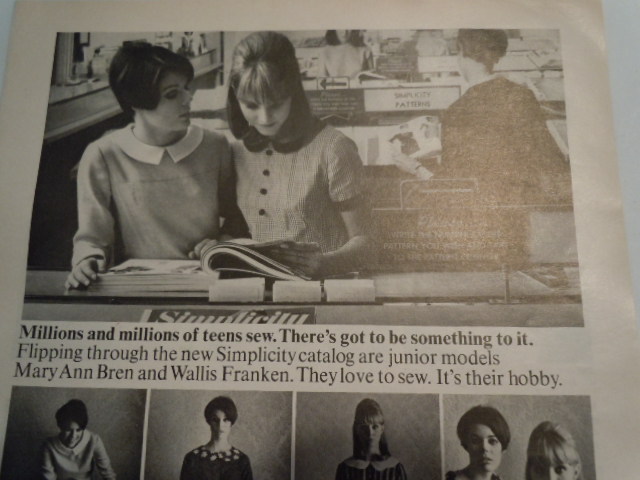 SIMPLICITY
PATTERNS
Simplicity
Millions and millions of teens sew. There's got to be something to it.
Flipping through the new Simplicity catalog are junior models
Mary Ann Bren and Wallis Franken. They love to sew. It's their hobby.